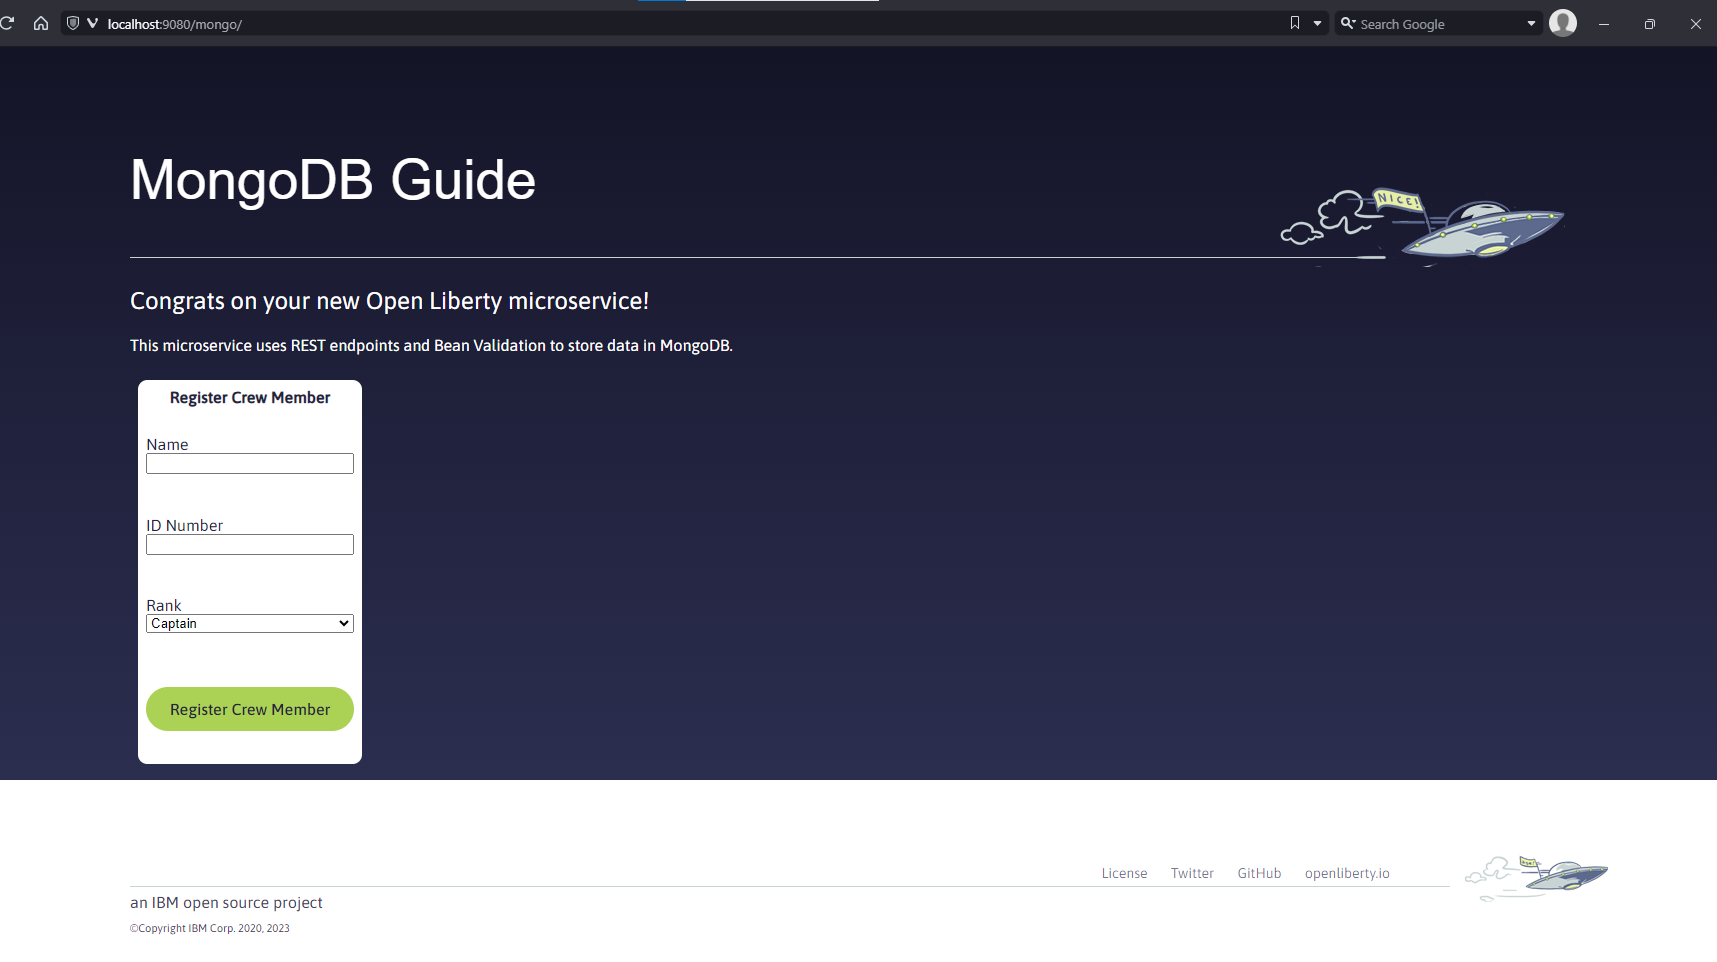 localhost:9080/mongo/
Search Google
MongoDB Guide
NICE!
Congrats on your new Open Liberty microservice!
This microservice uses REST endpoints and Bean Validation to store data in MongoDB.
Register Crew Member
Name
ID Number
Rank
Captain
Register Crew Member
License Twitter GitHub openliberty.io
an IBM open source project
©Copyright IBM Corp. 2020, 2023